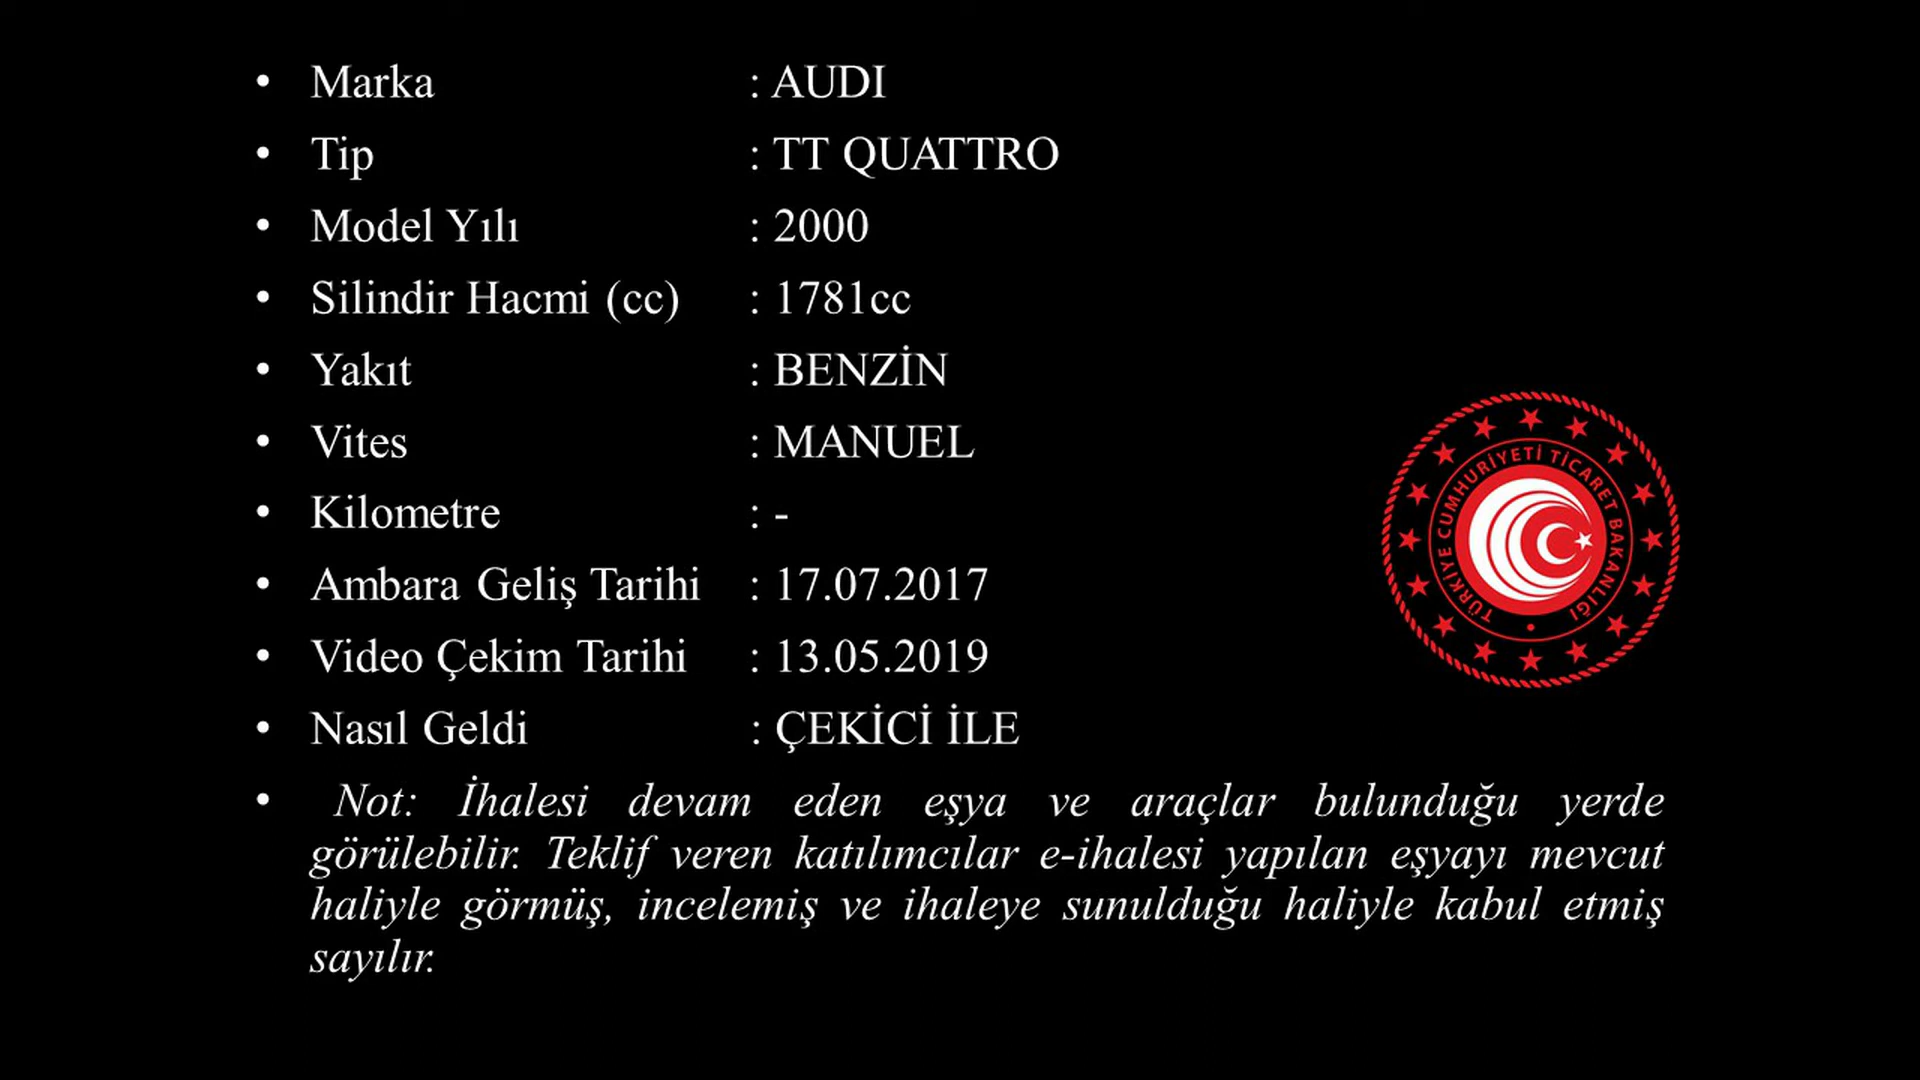 • Marka : AUDI
• Tip : TT QUATTRO
• Model Yılı : 2000
• Silindir Hacmi (cc) : 1781cc
• Yakıt : BENZİN
• Vites : MANUEL
• Kilometre : -
• Ambara Geliş Tarihi : 17.07.2017
• Video Çekim Tarihi : 13.05.2019
• Nasıl Geldi : ÇEKİCİ İLE
• Not: İhalesi devam eden eşya ve araçlar bulunduğu yerde
görülebilir. Teklif veren katılımcılar e-ihalesi yapılan eşyayı mevcut
haliyle görmüş, incelemiş ve ihaleye sunulduğu haliyle kabul etmiş
sayılır.
TÜRKİYE CUMHURİYETİ TİCARET BAKANLIĞI